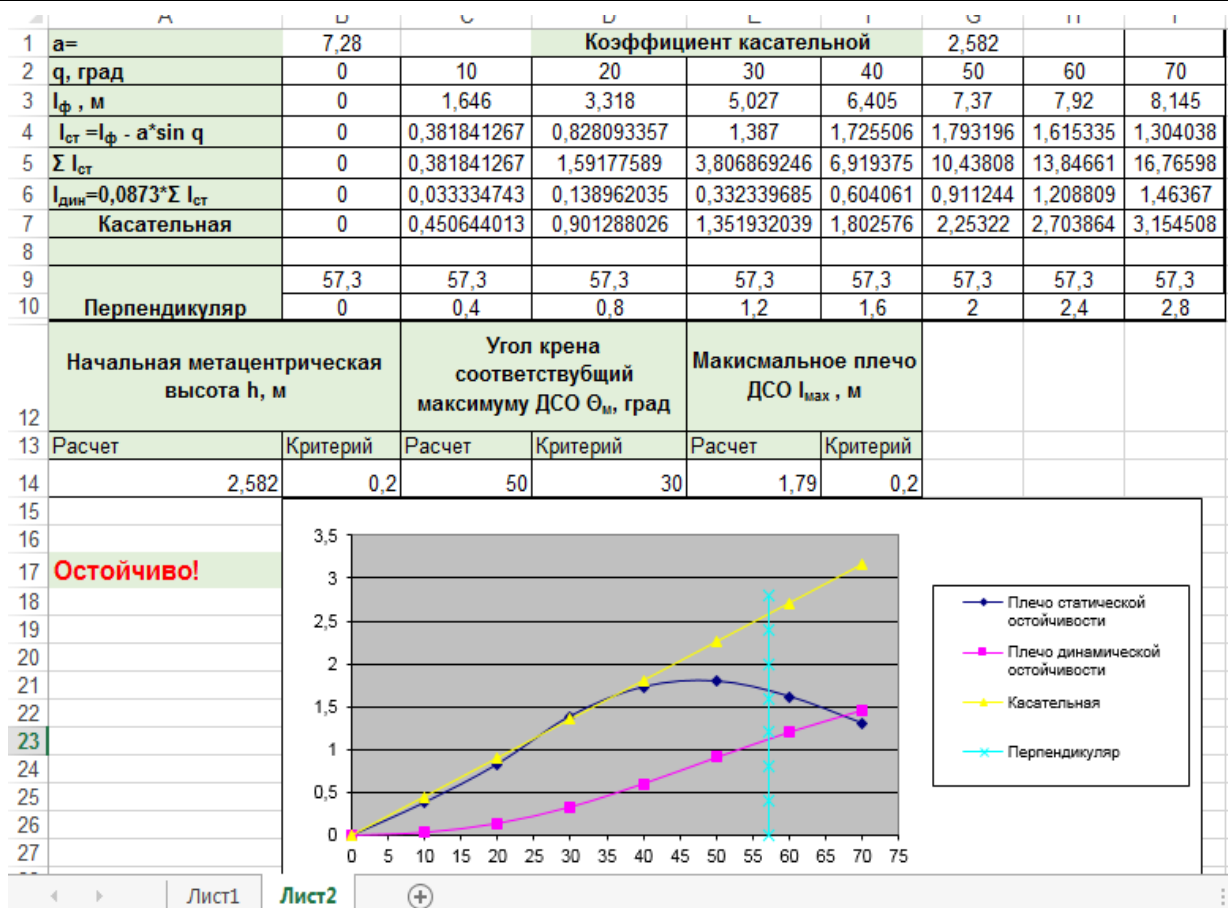 1 a= 7,28 Коэффициент касательной 2,582
2 q, град 0 10 20 30 40 50 60 70
3 lф , м 0 1,646 3,318 5,027 6,405 7,37 7,92 8,145
4 lст =lф - a*sin q 0 0,381841267 0,828093357 1,387 1,725506 1,793196 1,615335 1,304038
5 Σ lст 0 0,381841267 1,59177589 3,806869246 6,919375 10,43808 13,84661 16,76598
6 lдин=0,0873*Σ lст 0 0,033334743 0,138962035 0,332339685 0,604061 0,911244 1,208809 1,46367
7 Касательная 0 0,450644013 0,901288026 1,351932039 1,802576 2,25322 2,703864 3,154508
8
9 57,3 57,3 57,3 57,3 57,3 57,3 57,3 57,3
10 Перпендикуляр 0 0,4 0,8 1,2 1,6 2 2,4 2,8
Начальная метацентрическая
высота h, м
Угол крена
соответствубщий
максимуму ДСО Θм, град
Макисмальное плечо
ДСО lмах , м
12
13 Расчет Критерий Расчет Критерий Расчет Критерий
14 2,582 0,2 50 30 1,79 0,2
15
16
17 Остойчиво!
18
19
20
21
22
23
24
25
26
27
3,5
3
2,5
2
1,5
1
0,5
0
0 5 10 15 20 25 30 35 40 45 50 55 60 65 70 75
Плечо статической
остойчивости
Плечо динамической
остойчивости
Касательная
Перпендикуляр
Лист1 Лист2